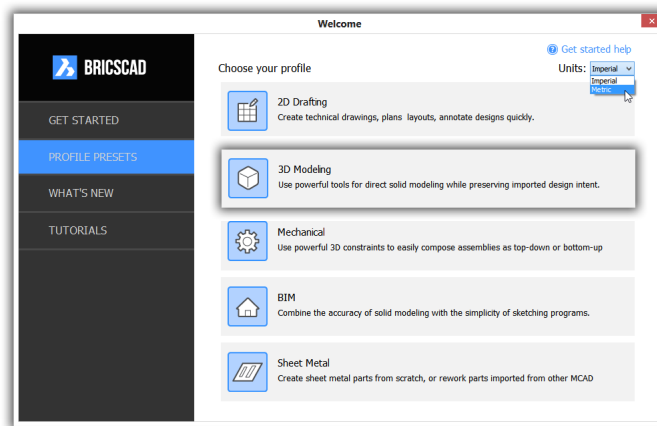 Welcome
BRICSCAD
GET STARTED
PROFILE PRESETS
WHAT'S NEW
TUTORIALS
Get started help
Choose your profile
Units: Imperial
Imperial
Metric
2D Drafting
Create technical drawings, plans layouts, annotate designs quickly.
3D Modeling
Use powerful tools for direct solid modeling while preserving imported design intent.
Mechanical
Use powerful 3D constraints to easily compose assemblies as top-down or bottom-up
BIM
Combine the accuracy of solid modeling with the simplicity of sketching programs.
Sheet Metal
Create sheet metal parts from scratch, or rework parts imported from other MCAD